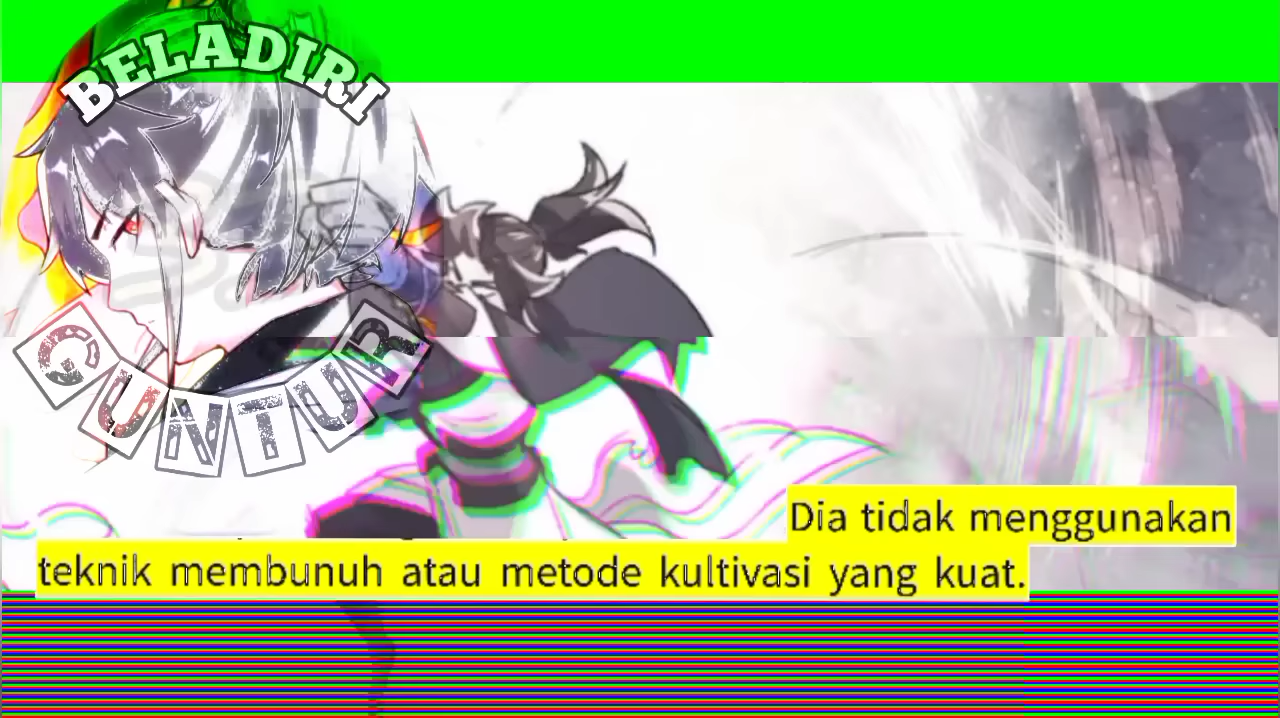 BELADIRI
GUNTUR
Dia tidak menggunakan
teknik membunuh atau metode kultivasi yang kuat.